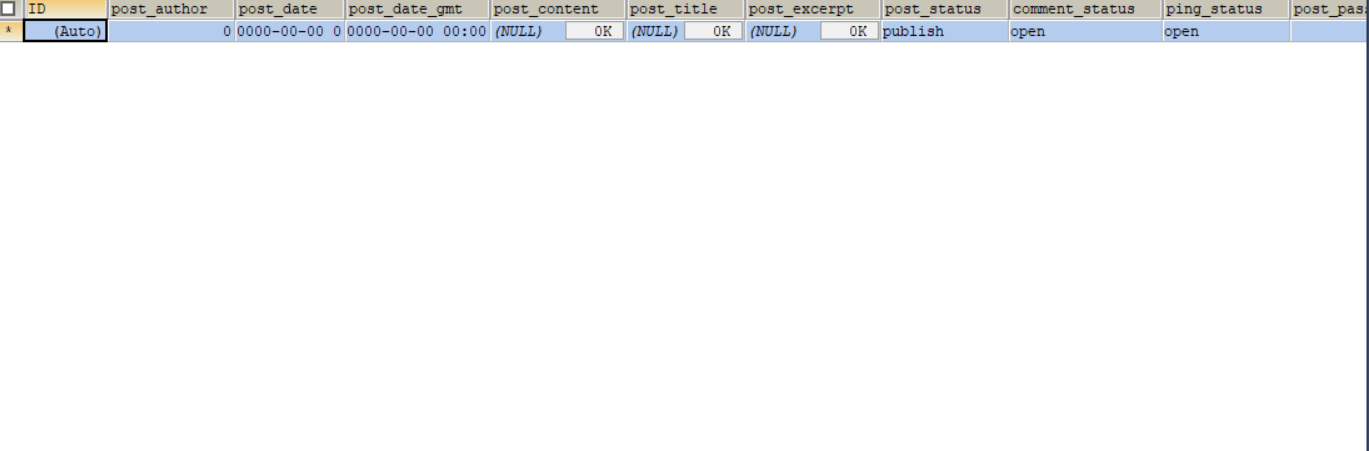 ID post_author post_date post_date_gmt post_content post_title post_excerpt post_status comment_status ping_status post_pas
* (Auto) 0 0000-00-00 0 0000-00-00 00:00 (NULL) 0K (NULL) 0K (NULL) 0K publish open open